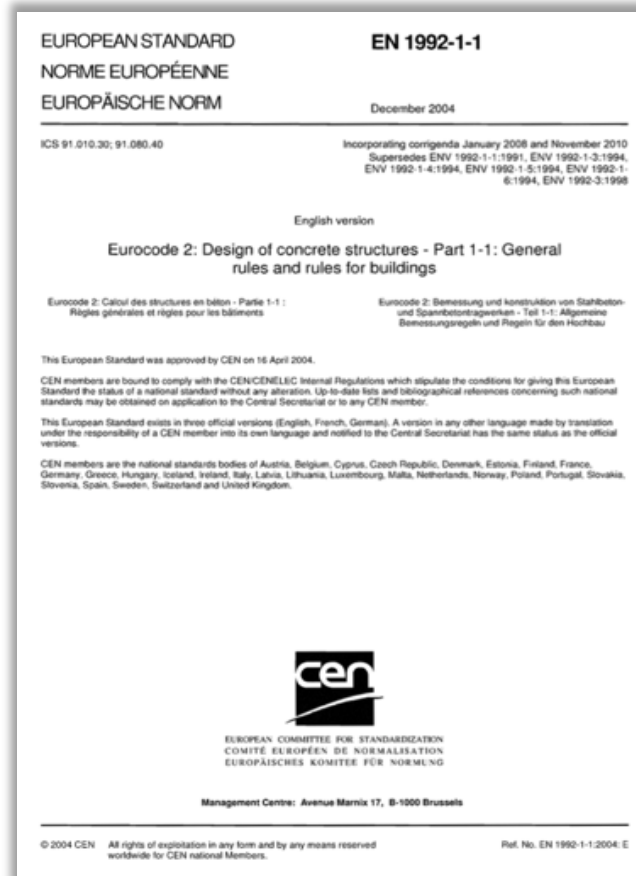 EUROPEAN STANDARD
NORME EUROPÉENNE
EUROPÄISCHE NORM
EN 1992-1-1
December 2004
ICS 91.010.30; 91.080.40
Incorporating corrigenda January 2008 and November 2010
Supersedes ENV 1992-1-1:1991, ENV 1992-1-3:1994,
ENV 1992-1-4:1994, ENV 1992-1-5:1994, ENV 1992-1-
6:1994, ENV 1992-3:1998
English version
Eurocode 2: Design of concrete structures - Part 1-1: General
rules and rules for buildings
Eurocode 2: Calcul des structures en béton - Partie 1-1 :
Règles générales et règles pour les bâtiments
Eurocode 2: Bemessung und konstruktion von Stahlbeton-
und Spannbetontragwerken - Teil 1-1: Allgemeine
Bemessungsregeln und Regeln für den Hochbau
This European Standard was approved by CEN on 16 April 2004.
CEN members are bound to comply with the CEN/CENELEC Internal Regulations which stipulate the conditions for giving this European
Standard the status of a national standard without any alteration. Up-to-date lists and bibliographical references concerning such national
standards may be obtained on application to the Central Secretariat or to any CEN member.
This European Standard exists in three official versions (English, French, German). A version in any other language made by translation
under the responsibility of a CEN member into its own language and notified to the Central Secretariat has the same status as the official
versions.
CEN members are the national standards bodies of Austria, Belgium, Cyprus, Czech Republic, Denmark, Estonia, Finland, France,
Germany, Greece, Hungary, Iceland, Ireland, Italy, Latvia, Lithuania, Luxembourg, Malta, Netherlands, Norway, Poland, Portugal, Slovakia,
Slovenia, Spain, Sweden, Switzerland and United Kingdom.
cen
EUROPEAN COMMITTEE FOR STANDARDIZATION
COMITÉ EUROPÉEN DE NORMALISATION
EUROPÄISCHES KOMITEE FÜR NORMUNG
Management Centre: Avenue Marnix 17, B-1000 Brussels
© 2004 CEN
All rights of exploitation in any form and by any means reserved
worldwide for CEN national Members.
Ref. No. EN 1992-1-1:2004: E